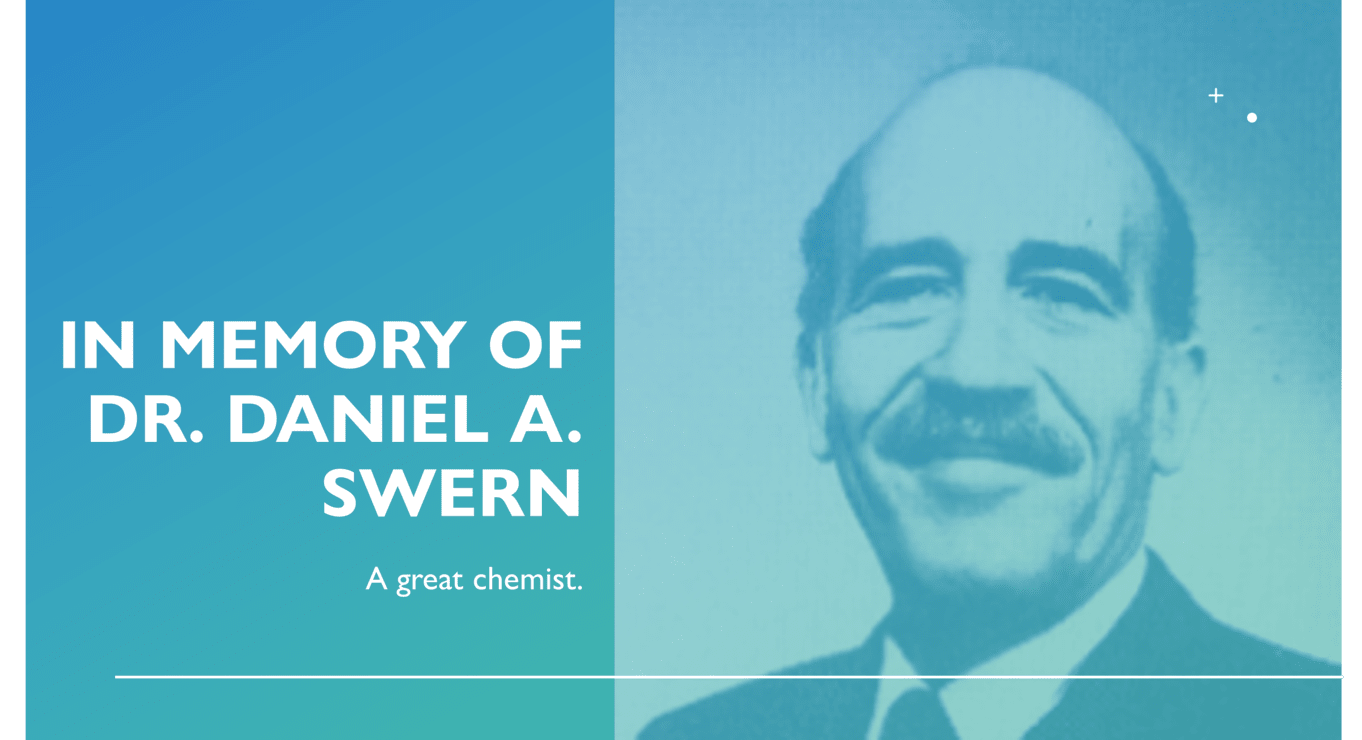 IN MEMORY OF
DR. DANIEL A.
SWERN
A great chemist.